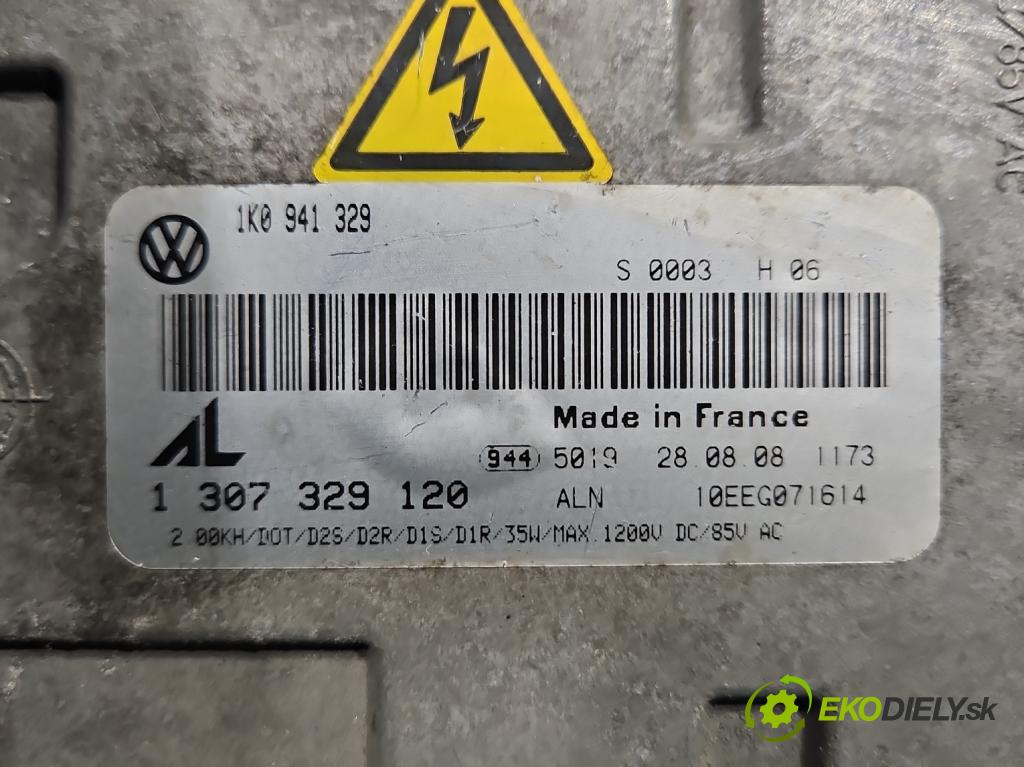 85V AC
1K0 941 329
S 0003 H 06
AL
Made in France
944 5019 28.08.08 1173
1 307 329 120 ALN 10EEG071614
2.00KH/DOT/D2S/D2R/D1S/D1R/35W/MAX.1200V DC/85V AC
EKODIELY.sk